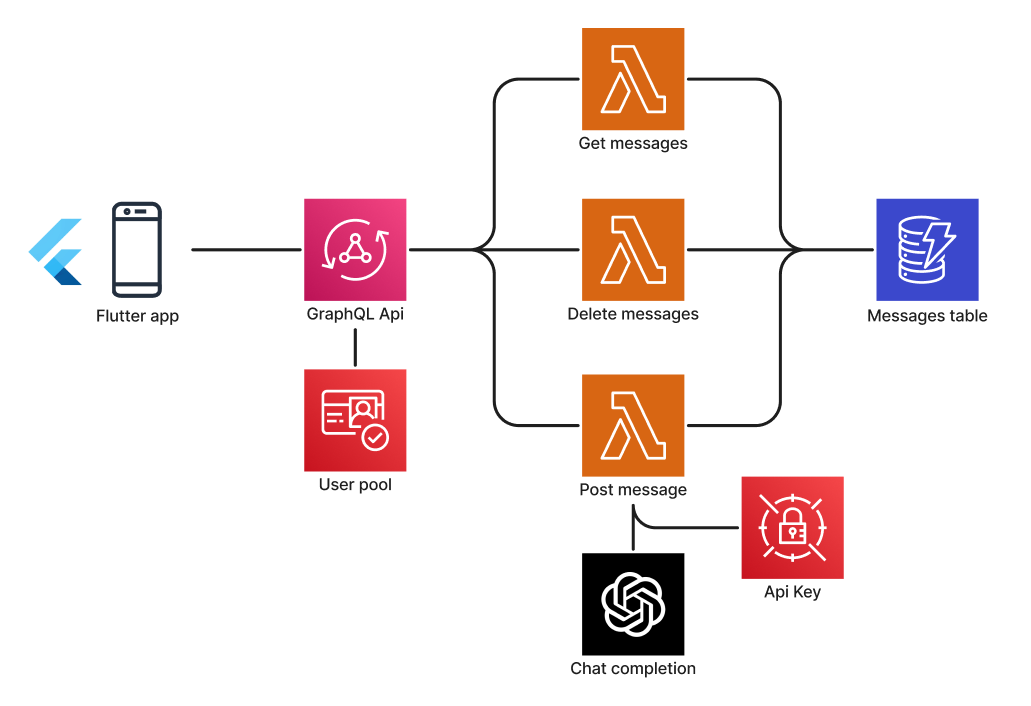 Get messages
Flutter app
GraphQL Api
Delete messages
Messages table
User pool
Post message
Api Key
Chat completion